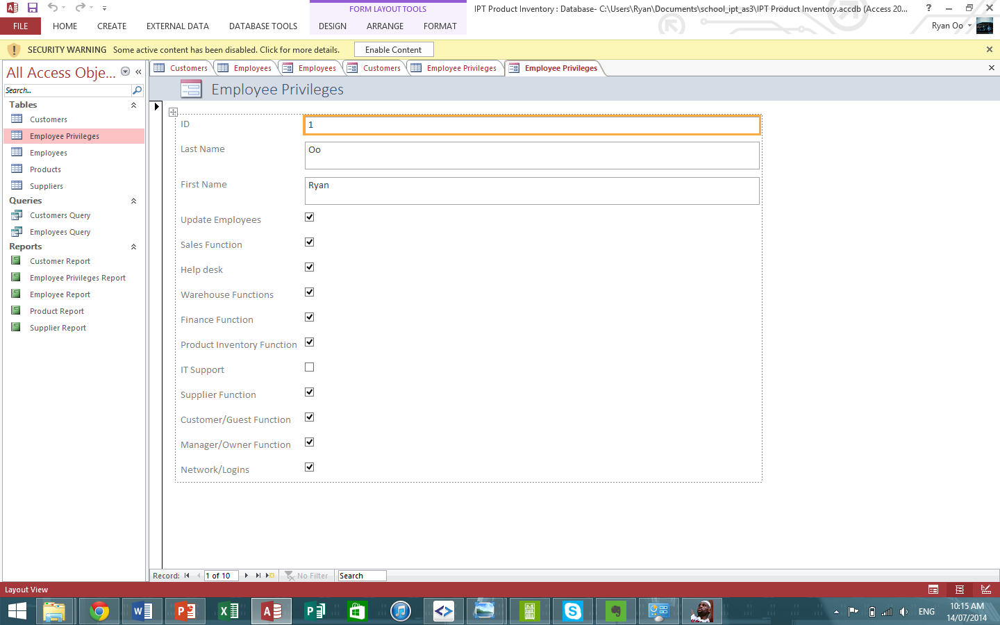 FORM LAYOUT TOOLS
IPT Product Inventory : Database- C:\Users\Ryan\Documents\school_ipt_as3\IPT Product Inventory.accdb (Access 20...
FILE HOME CREATE EXTERNAL DATA DATABASE TOOLS DESIGN ARRANGE FORMAT Ryan Oo
SECURITY WARNING Some active content has been disabled. Click for more details. Enable Content
All Access Obje...
Search...
Tables
Customers
Employee Privileges
Employees
Products
Suppliers
Queries
Customers Query
Employees Query
Reports
Customer Report
Employee Privileges Report
Employee Report
Product Report
Supplier Report
Customers Employees Employees Customers Employee Privileges Employee Privileges
Employee Privileges
ID 1
Last Name Oo
First Name Ryan
Update Employees
Sales Function
Help desk
Warehouse Functions
Finance Function
Product Inventory Function
IT Support
Supplier Function
Customer/Guest Function
Manager/Owner Function
Network/Logins
Record: 1 of 10 No Filter Search
Layout View
ENG 10:15 AM
14/07/2014